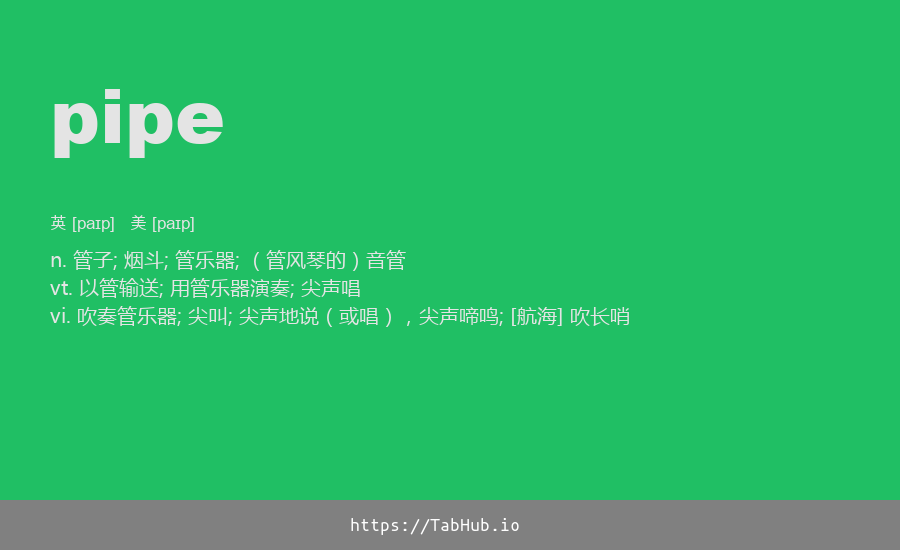 pipe
英 [paɪp] 美 [paɪp]
n. 管子; 烟斗; 管乐器; （管风琴的）音管
vt. 以管输送; 用管乐器演奏; 尖声唱
vi. 吹奏管乐器; 尖叫; 尖声地说（或唱），尖声啼鸣; [航海] 吹长哨
https://TabHub.io